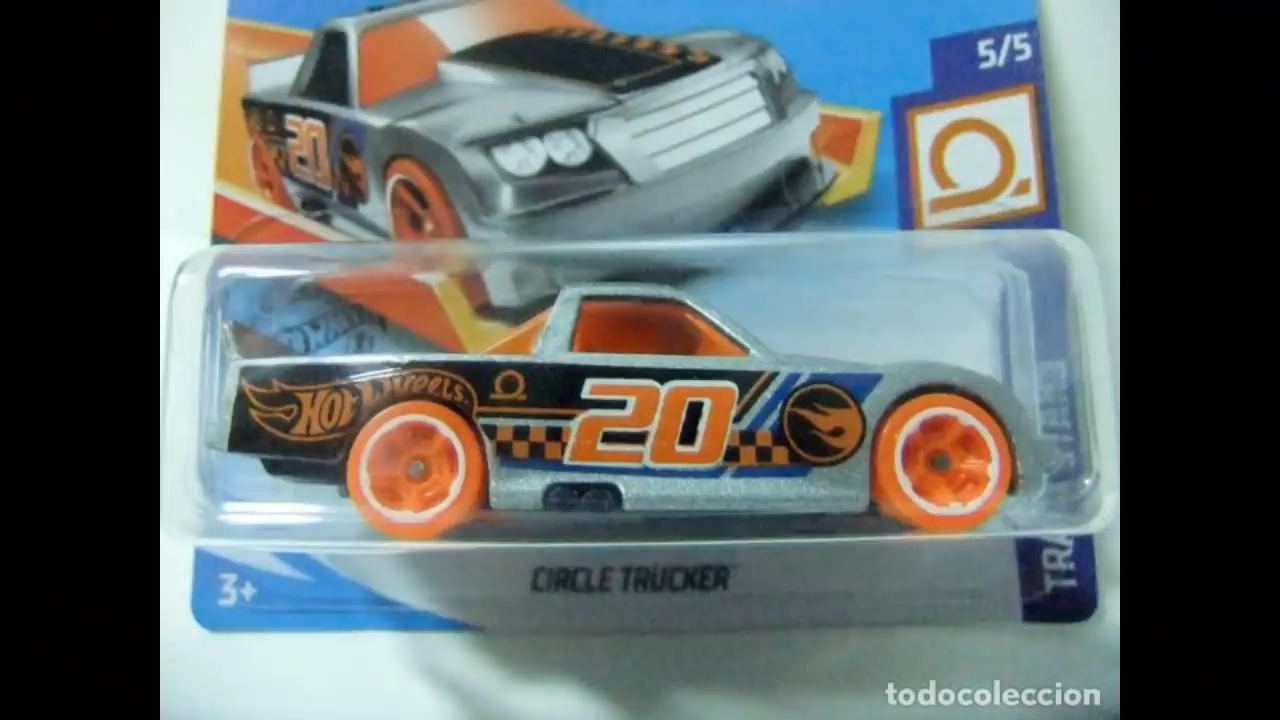 5/5
20
HOT WHEELS
20
3+
CIRCLE TRUCKER
todocoleccion